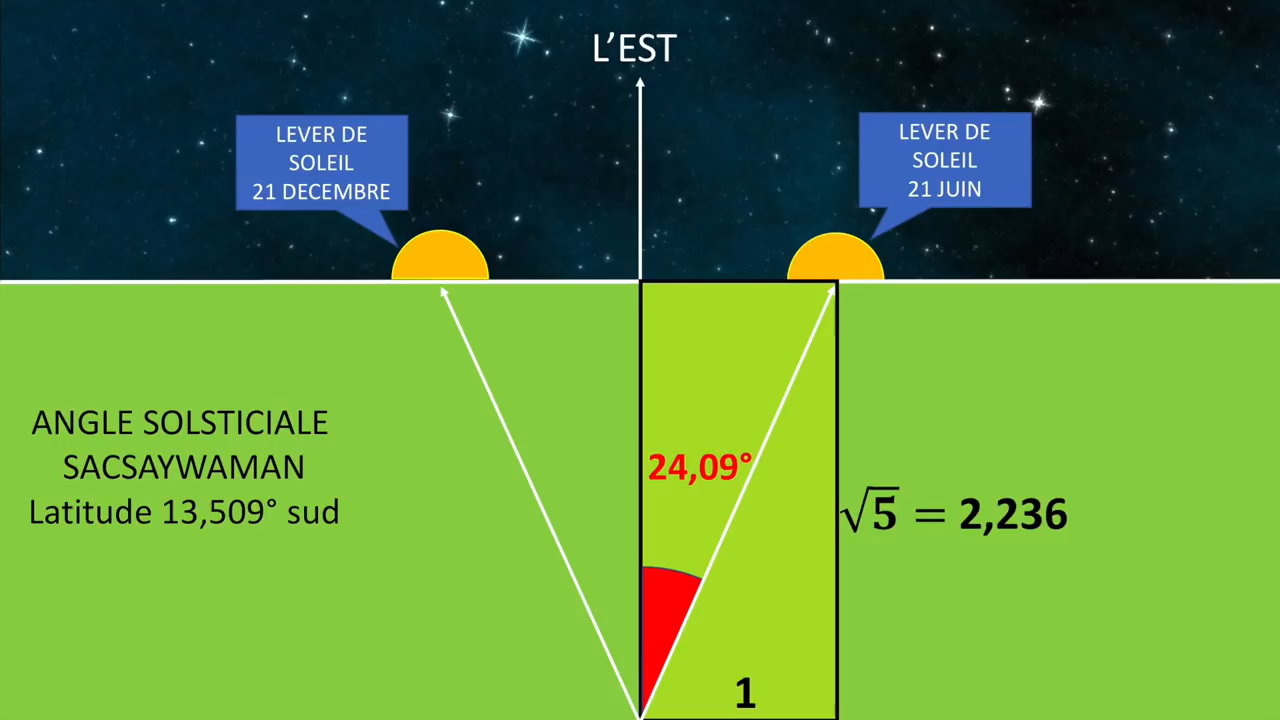 L’EST
LEVER DE
SOLEIL
21 DECEMBRE
LEVER DE
SOLEIL
21 JUIN
ANGLE SOLSTICIALE
SACSAYWAMAN
Latitude 13,509° sud
24,09°
√5 = 2,236
1